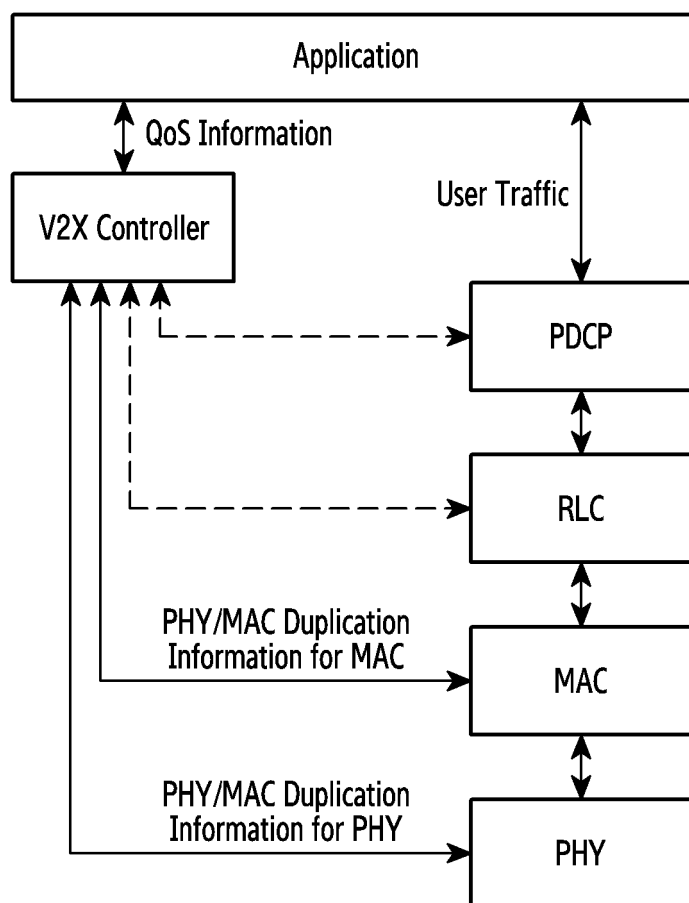 Application
QoS Information
User Traffic
V2X Controller
PDCP
RLC
PHY/MAC Duplication
Information for MAC
MAC
PHY/MAC Duplication
Information for PHY
PHY